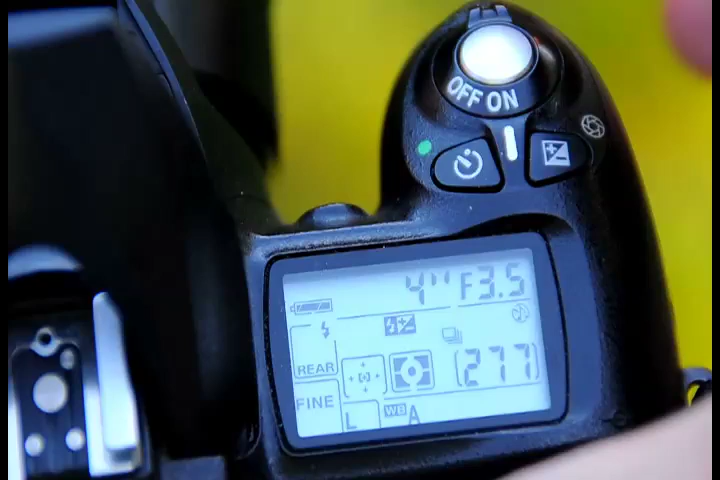 OFF ON
4" F3.5
REAR
[277]
FINE
L WB A